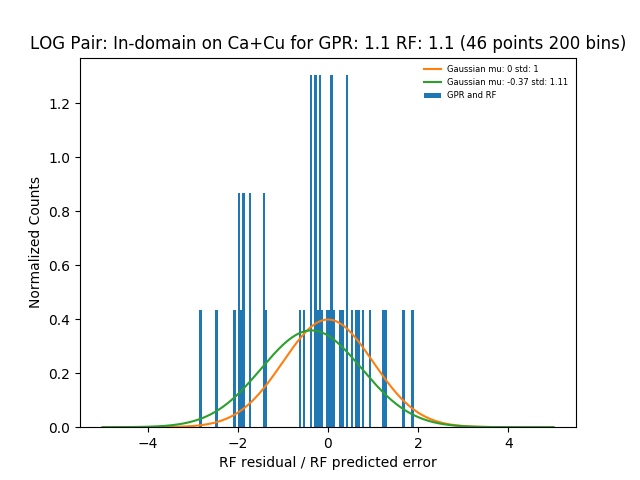 LOG Pair: In-domain on Ca+Cu for GPR: 1.1 RF: 1.1 (46 points 200 bins)
Gaussian mu: 0 std: 1
Gaussian mu: -0.37 std: 1.11
GPR and RF
Normalized Counts
1.2
1.0
0.8
0.6
0.4
0.2
0.0
−4 −2 0 2 4
RF residual / RF predicted error